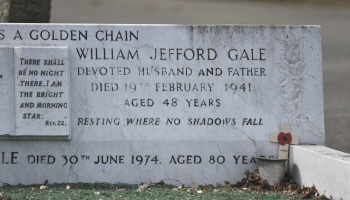 S A GOLDEN CHAIN
WILLIAM JEFFORD GALE
DEVOTED HUSBAND AND FATHER
DIED 19TH FEBRUARY 1941
AGED 48 YEARS
RESTING WHERE NO SHADOWS FALL
THERE SHALL
BE NO NIGHT
THERE, I AM
THE BRIGHT
AND MORNING
STAR.
REV. 22.
LE DIED 30TH JUNE 1974, AGED 80 YEA